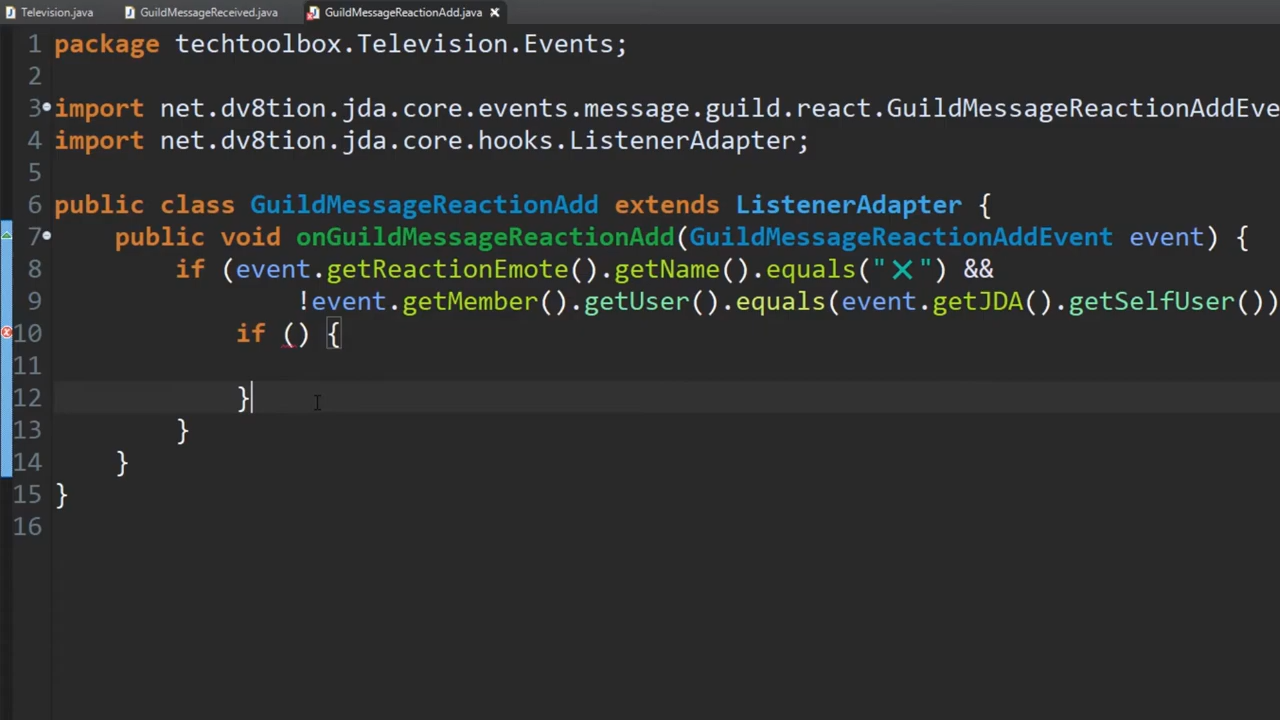 Television.java GuildMessageReceived.java GuildMessageReactionAdd.java
1 package techtoolbox.Television.Events;
2
3 import net.dv8tion.jda.core.events.message.guild.react.GuildMessageReactionAddEve
4 import net.dv8tion.jda.core.hooks.ListenerAdapter;
5
6 public class GuildMessageReactionAdd extends ListenerAdapter {
7 public void onGuildMessageReactionAdd(GuildMessageReactionAddEvent event) {
8 if (event.getReactionEmote().getName().equals("❌") &&
9 !event.getMember().getUser().equals(event.getJDA().getSelfUser())
10 if () {
11
12 }
13 }
14 }
15 }
16